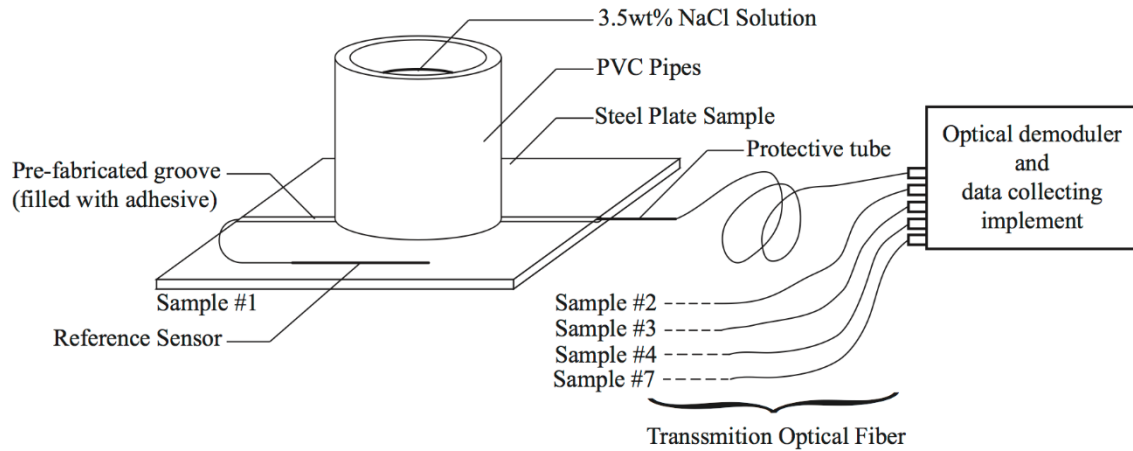 3.5wt% NaCl Solution
PVC Pipes
Steel Plate Sample
Protective tube
Optical demoduler
and
data collecting
implement
Pre-fabricated groove
(filled with adhesive)
Sample #1
Reference Sensor
Sample #2
Sample #3
Sample #4
Sample #7
Transsmition Optical Fiber